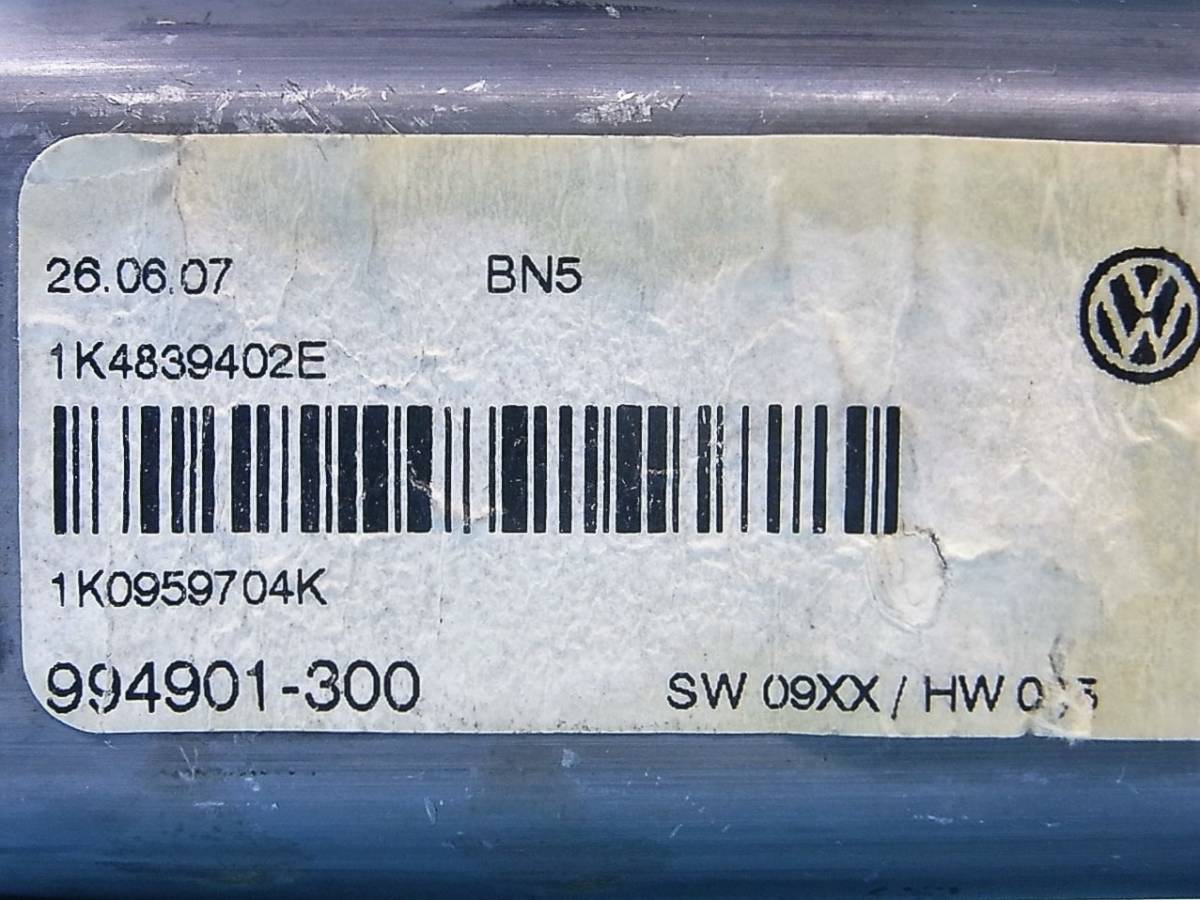 26.06.07 BN5
1K4839402E
1K0959704K
994901-300 SW 09XX / HW